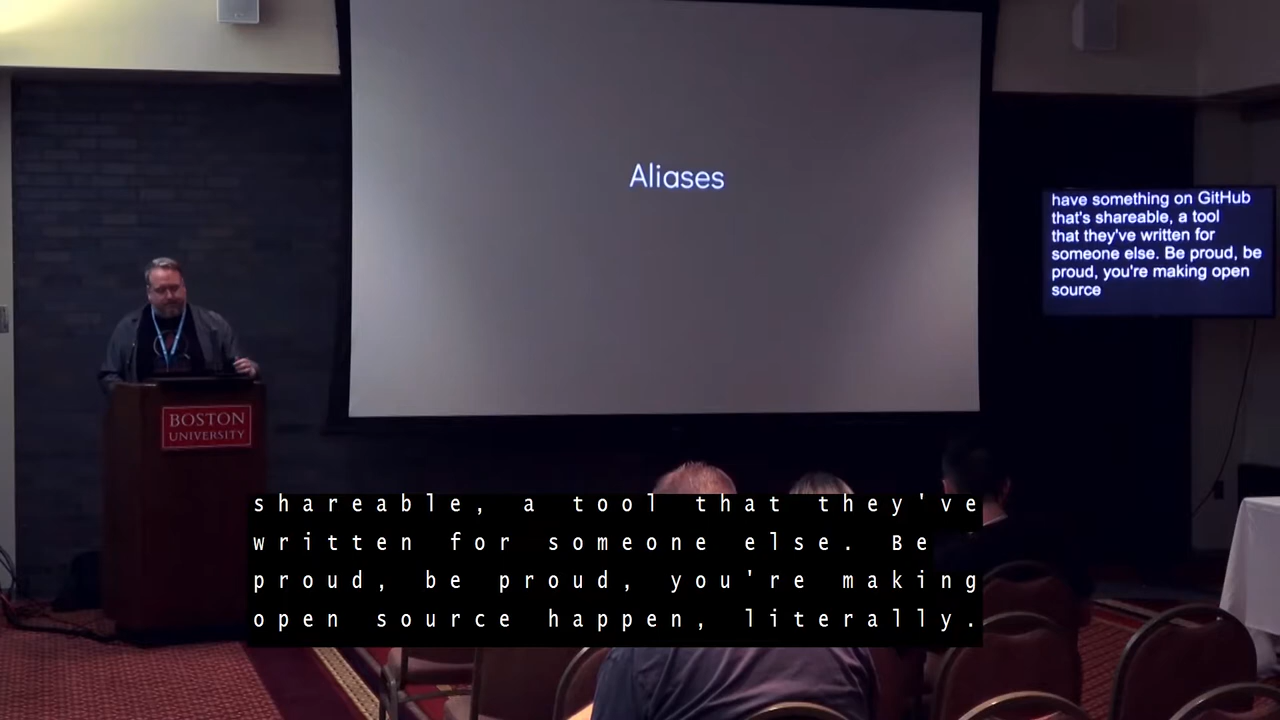 Aliases
have something on GitHub
that's shareable, a tool
that they've written for
someone else. Be proud, be
proud, you're making open
source
BOSTON
UNIVERSITY
shareable, a tool that they've
written for someone else. Be
proud, be proud, you're making
open source happen, literally.